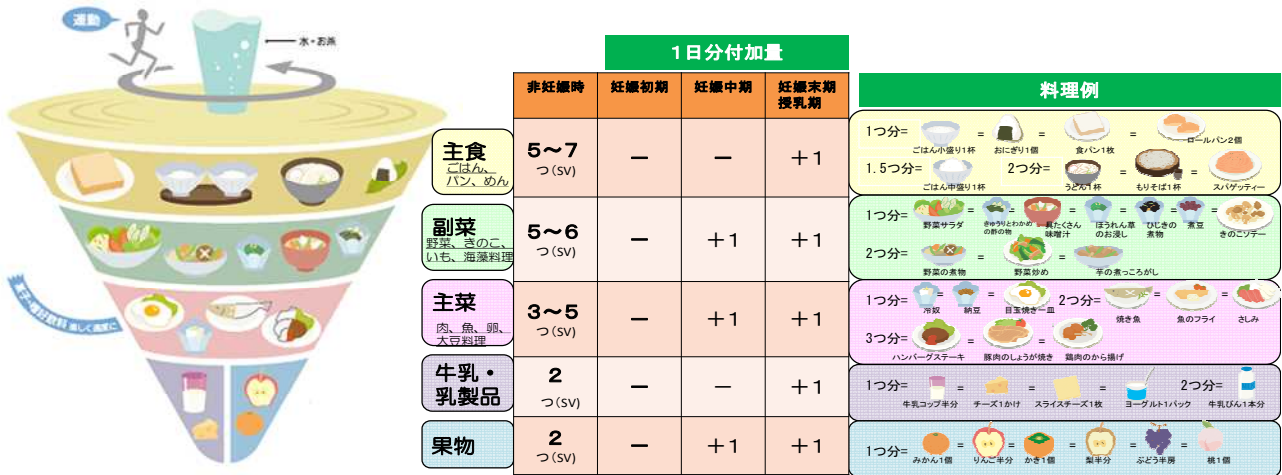 運動
水・お茶
菓子・嗜好飲料 楽しく適度に
1日分付加量
非妊娠時
妊娠初期
妊娠中期
妊娠末期
授乳期
料理例
主食
ごはん、
パン、めん
5〜7
つ(SV)
ー
ー
+1
1つ分= ごはん小盛り1杯 = おにぎり1個 = 食パン1枚 = ロールパン2個
1.5つ分= ごはん中盛り1杯 2つ分= うどん1杯 = もりそば1杯 = スパゲッティー
副菜
野菜、きのこ、
いも、海藻料理
5〜6
つ(SV)
ー
+1
+1
1つ分= 野菜サラダ = きゅうりとわかめの酢の物 = 具たくさん味噌汁 = ほうれん草のお浸し = ひじきの煮物 = 煮豆 = きのこソテー
2つ分= 野菜の煮物 = 野菜炒め = 芋の煮っころがし
主菜
肉、魚、卵、
大豆料理
3〜5
つ(SV)
ー
+1
+1
1つ分= 冷奴 = 納豆 = 目玉焼き一皿 2つ分= 焼き魚 = 魚のフライ = さしみ
3つ分= ハンバーグステーキ = 豚肉のしょうが焼き = 鶏肉のから揚げ
牛乳・
乳製品
2
つ(SV)
ー
−
+1
1つ分= 牛乳コップ半分 = チーズ1かけ = スライスチーズ1枚 = ヨーグルト1パック 2つ分= 牛乳びん1本分
果物
2
つ(SV)
ー
+1
+1
1つ分= みかん1個 = りんご半分 = かき1個 = 梨半分 = ぶどう半房 = 桃1個